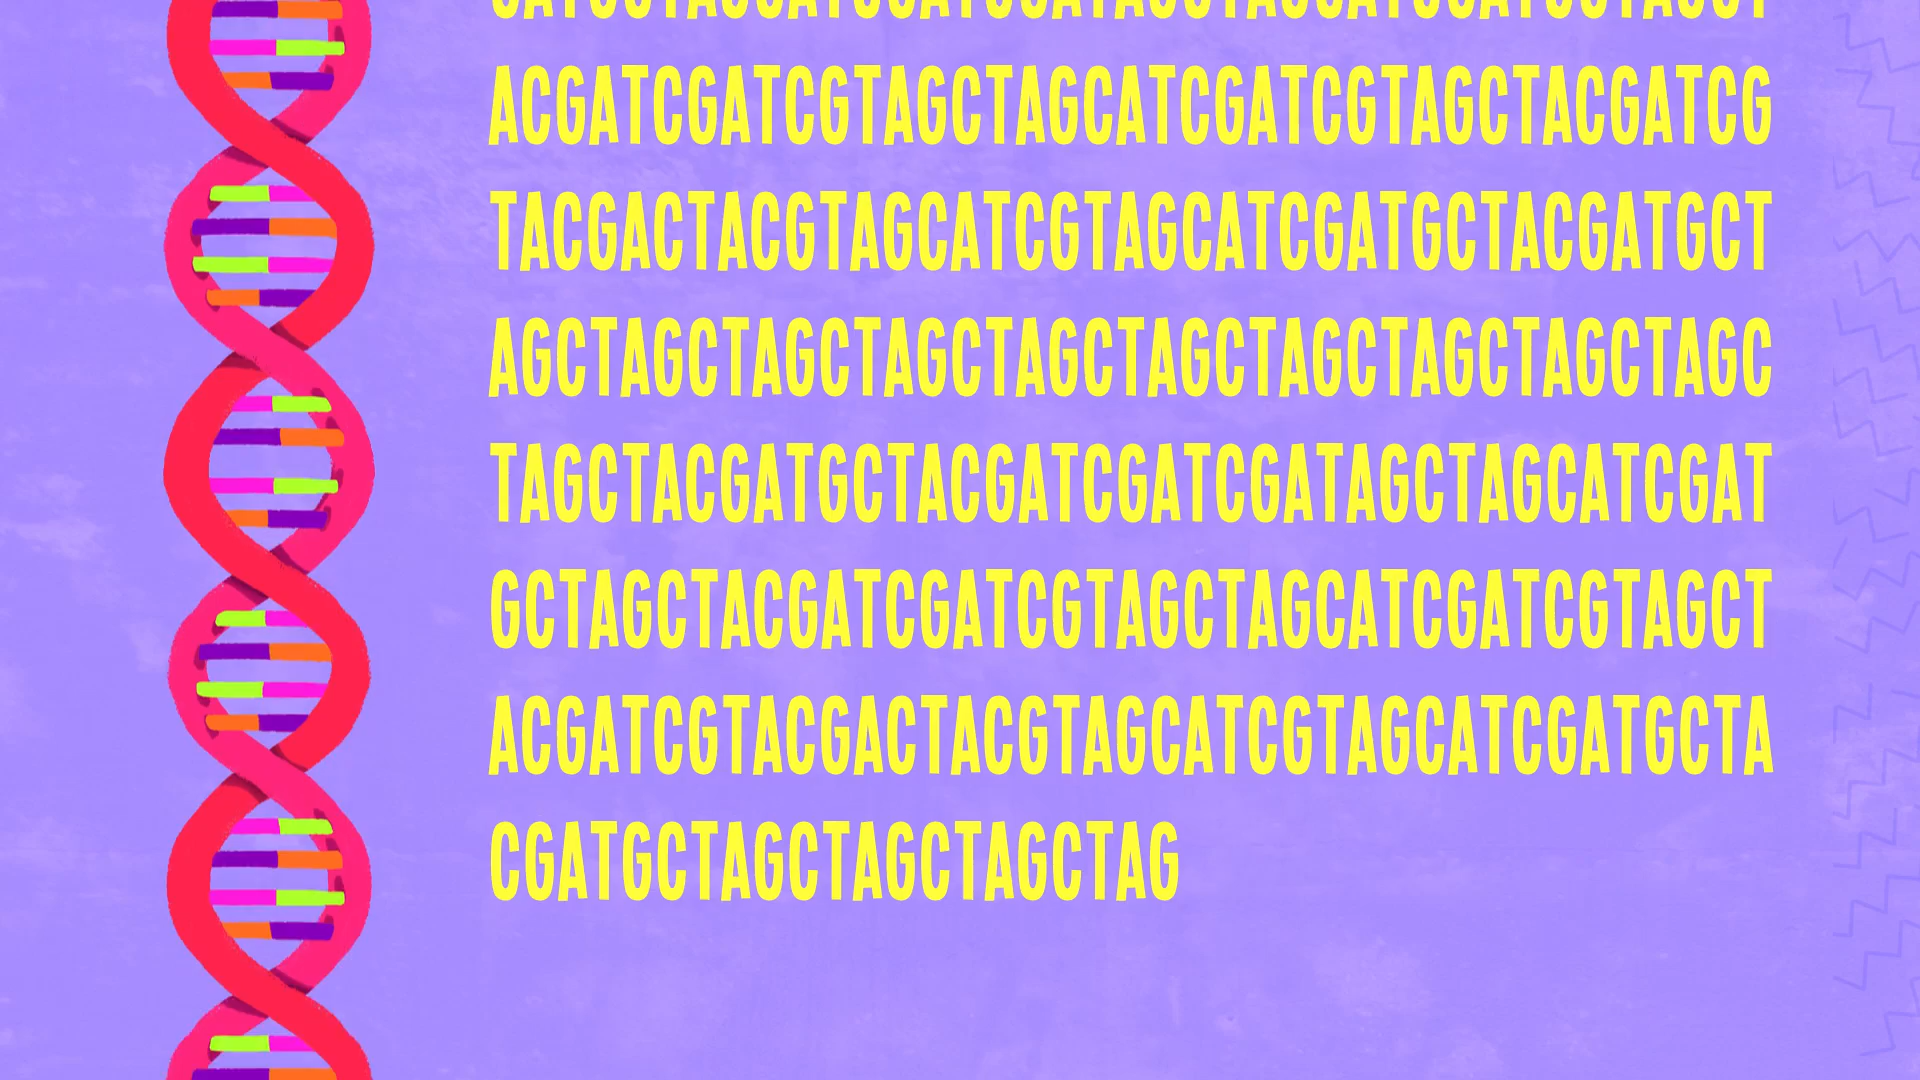 ACGATCGATCGTAGCTAGCATCGATCGTAGCTACGATCG
TACGACTACGTAGCATCGTAGCATCGATGCTACGATGCT
AGCTAGCTAGCTAGCTAGCTAGCTAGCTAGCTAGCTAGC
TAGCTACGATGCTACGATCGATCGATAGCTAGCATCGAT
GCTAGCTACGATCGATCGTAGCTAGCATCGATCGTAGCT
ACGATCGTACGACTACGTAGCATCGTAGCATCGATGCTA
CGATGCTAGCTAGCTAGCTAG